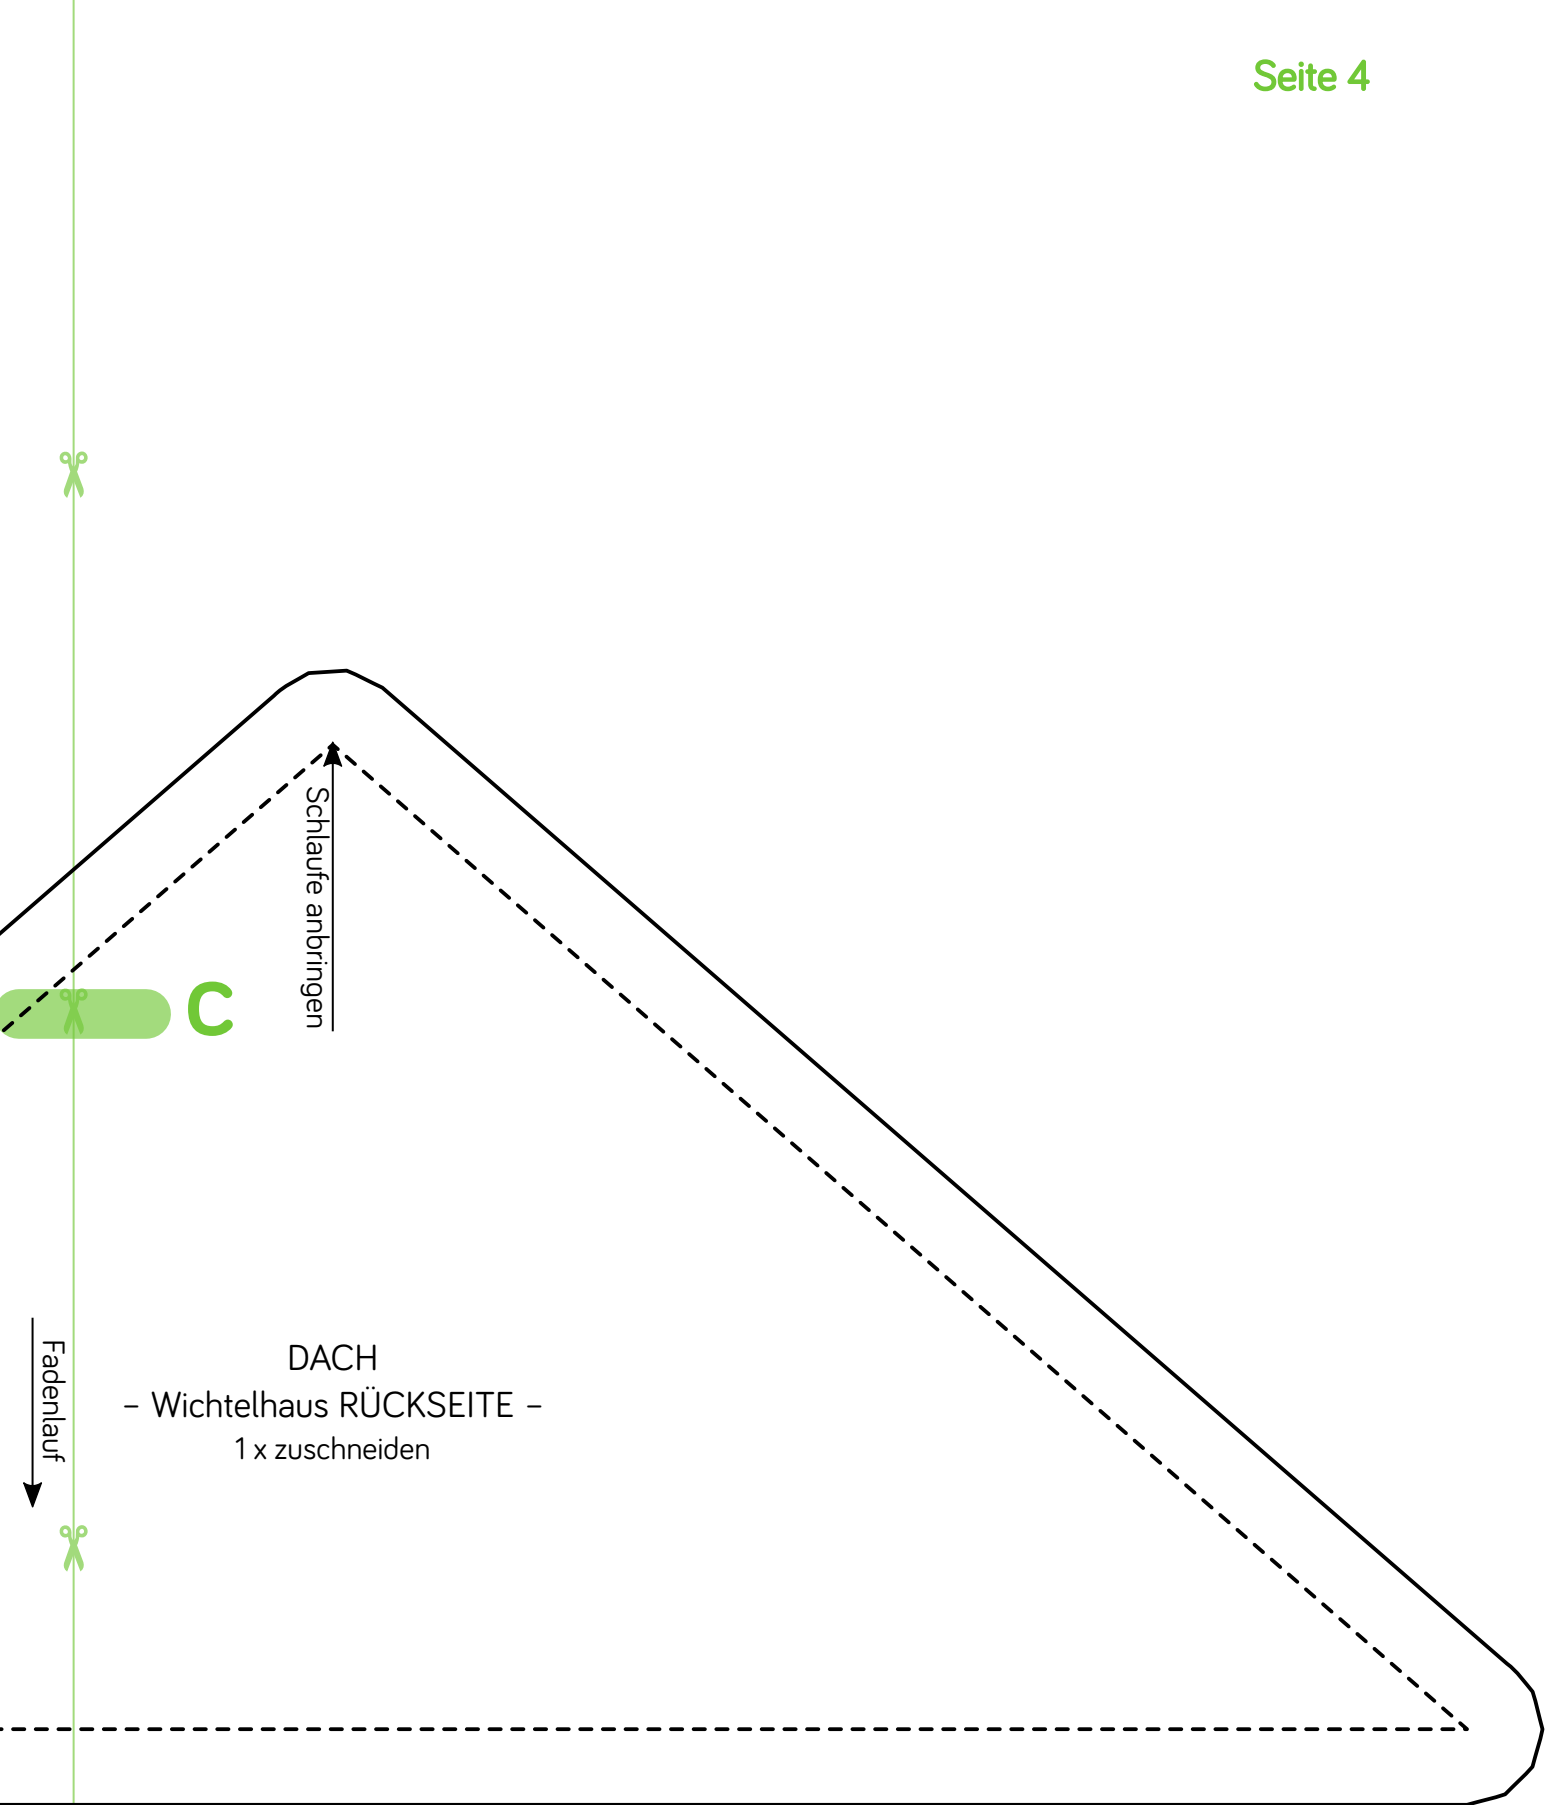 Seite 4
Schlaufe anbringen
C
Fadenlauf
DACH
– Wichtelhaus RÜCKSEITE –
1 x zuschneiden